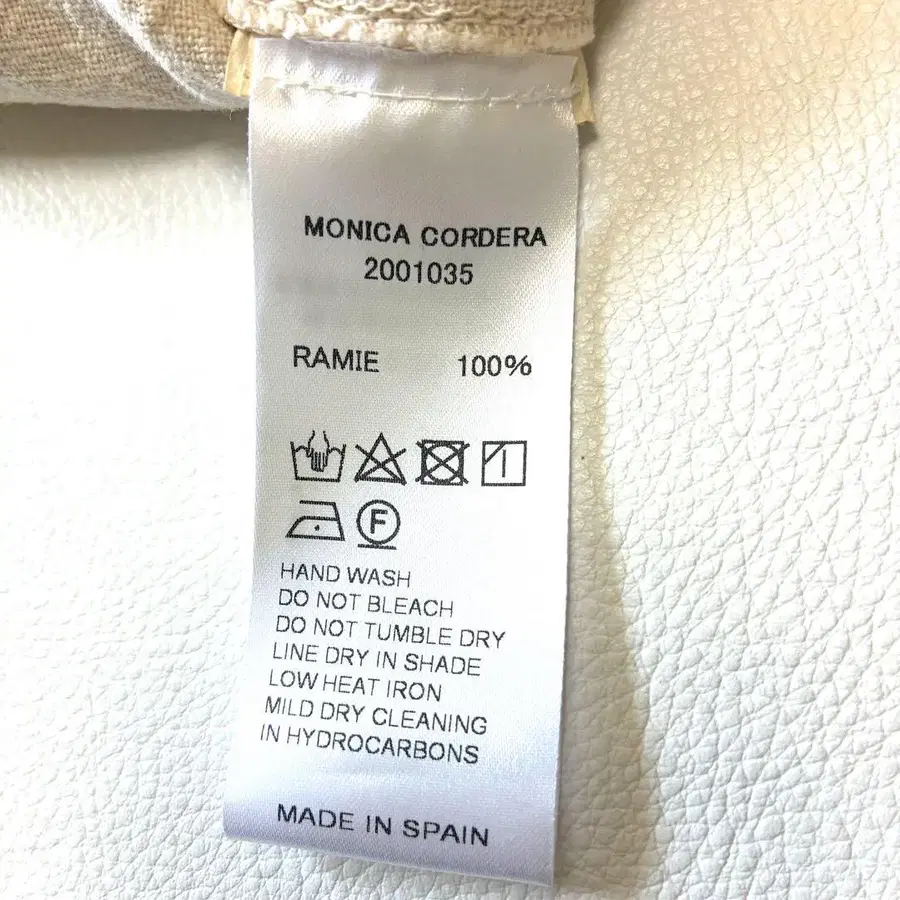 MONICA CORDERA
2001035
RAMIE 100%
F
HAND WASH
DO NOT BLEACH
DO NOT TUMBLE DRY
LINE DRY IN SHADE
LOW HEAT IRON
MILD DRY CLEANING
IN HYDROCARBONS
MADE IN SPAIN